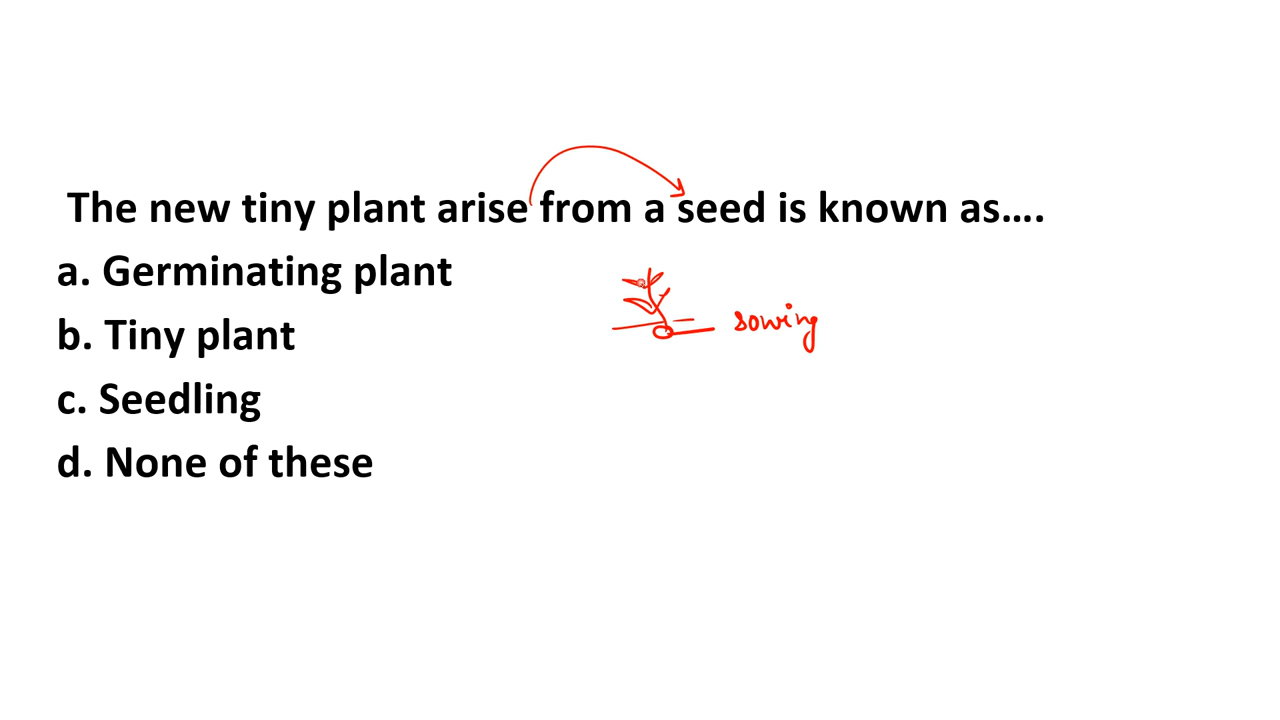 The new tiny plant arise from a seed is known as....
a. Germinating plant
b. Tiny plant
sowing
c. Seedling
d. None of these